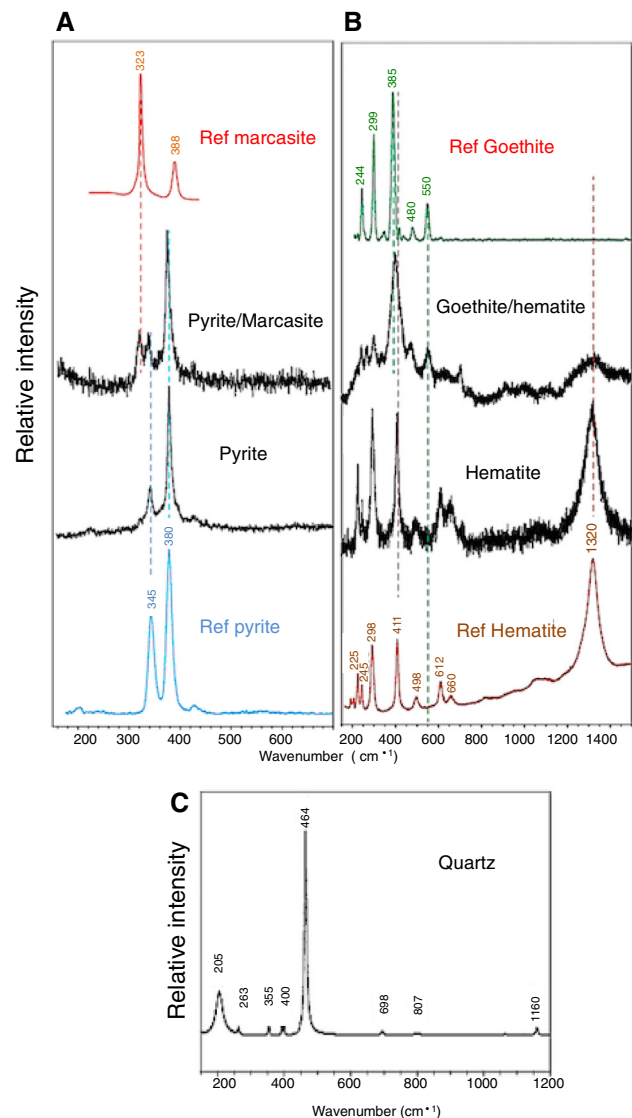 A
Relative intensity
323
388
Ref marcasite
Pyrite/Marcasite
Pyrite
345
380
Ref pyrite
200 300 400 500 600
Wavenumber ( cm•1)
B
244
299
385
480
550
Ref Goethite
Goethite/hematite
Hematite
1320
225
245
298
411
498
612
660
Ref Hematite
200 400 600 800 1000 1200 1400
Wavenumber ( cm•1)
C
Relative intensity
205
263
355
400
464
698
807
1160
Quartz
200 400 600 800 1000 1200
Wavenumber (cm•1)